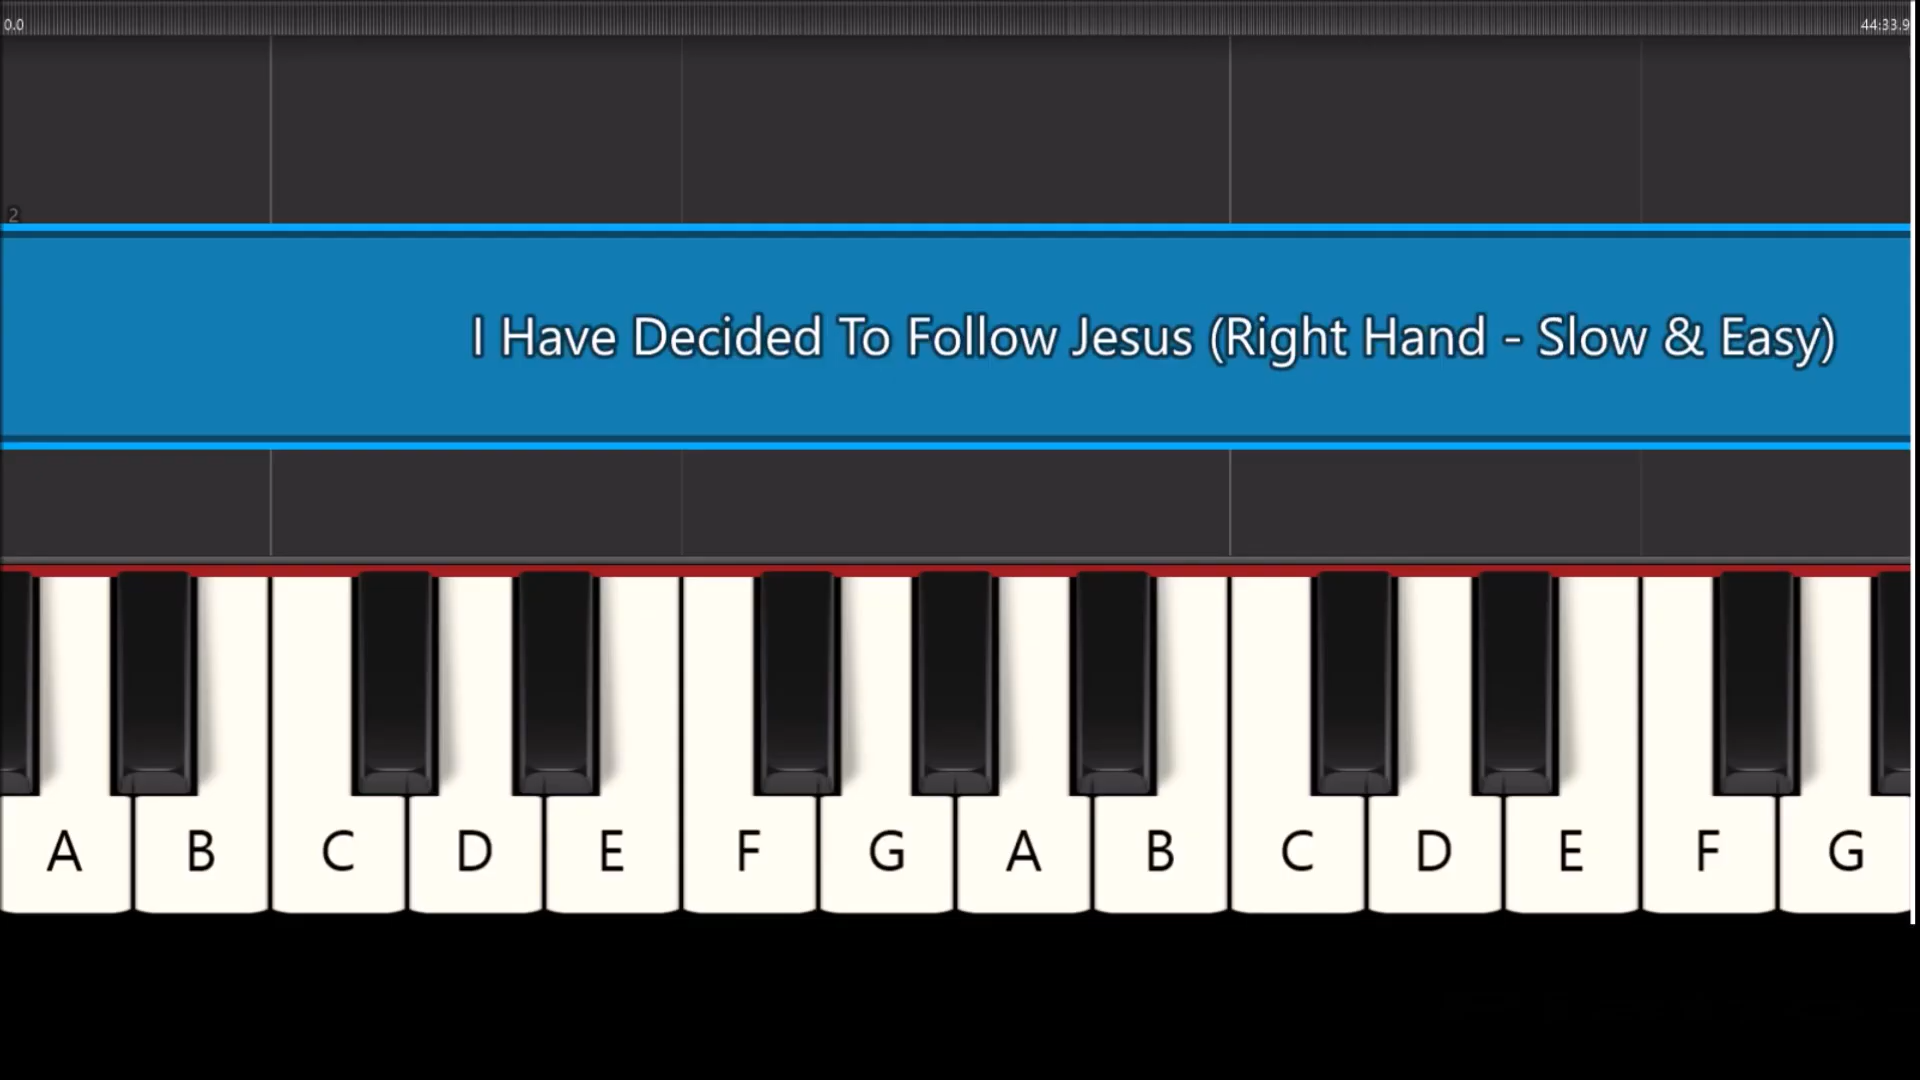 0.0 44:33.9
2
I Have Decided To Follow Jesus (Right Hand - Slow & Easy)
A B C D E F G A B C D E F G